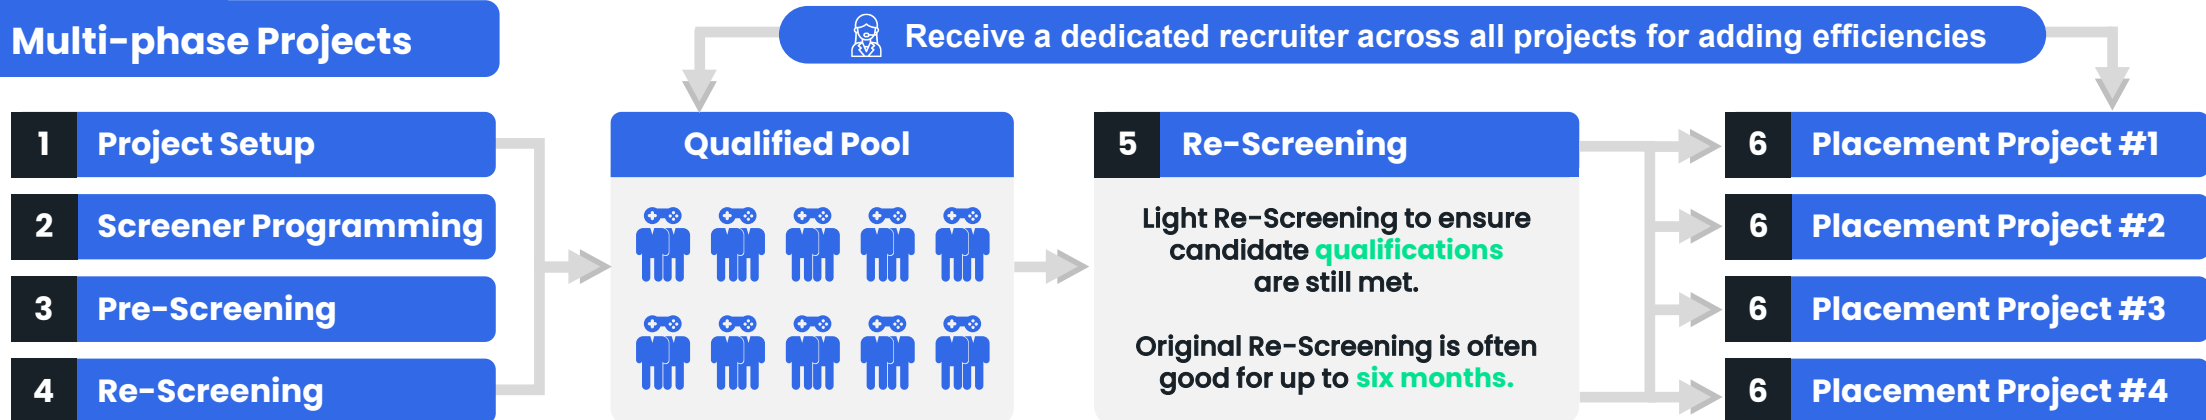 Multi-phase Projects
Receive a dedicated recruiter across all projects for adding efficiencies
1 Project Setup
2 Screener Programming
3 Pre-Screening
4 Re-Screening
Qualified Pool
5 Re-Screening
Light Re-Screening to ensure
candidate qualifications
are still met.
Original Re-Screening is often
good for up to six months.
6 Placement Project #1
6 Placement Project #2
6 Placement Project #3
6 Placement Project #4